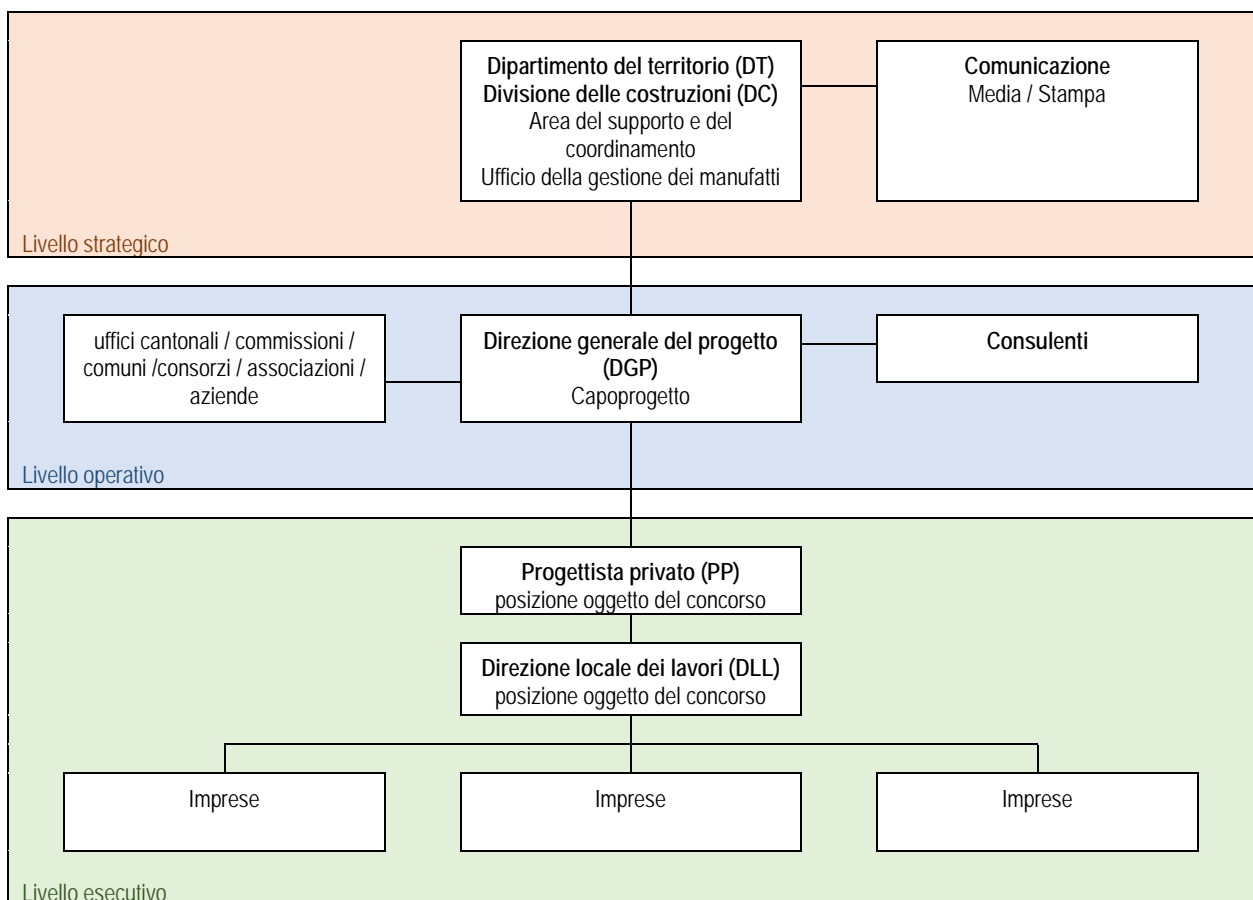 Dipartimento del territorio (DT)
Divisione delle costruzioni (DC)
Area del supporto e del
coordinamento
Ufficio della gestione dei manufatti
Comunicazione
Media / Stampa
Livello strategico
uffici cantonali / commissioni /
comuni /consorzi / associazioni /
aziende
Direzione generale del progetto
(DGP)
Capoprogetto
Consulenti
Livello operativo
Progettista privato (PP)
posizione oggetto del concorso
Direzione locale dei lavori (DLL)
posizione oggetto del concorso
Imprese
Imprese
Imprese
Livello esecutivo